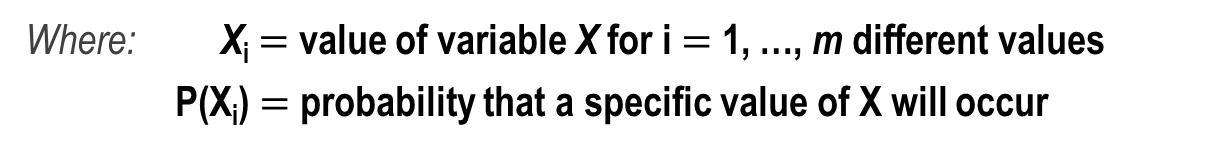 Where: Xi = value of variable X for i = 1, ..., m different values
P(Xi) = probability that a specific value of X will occur